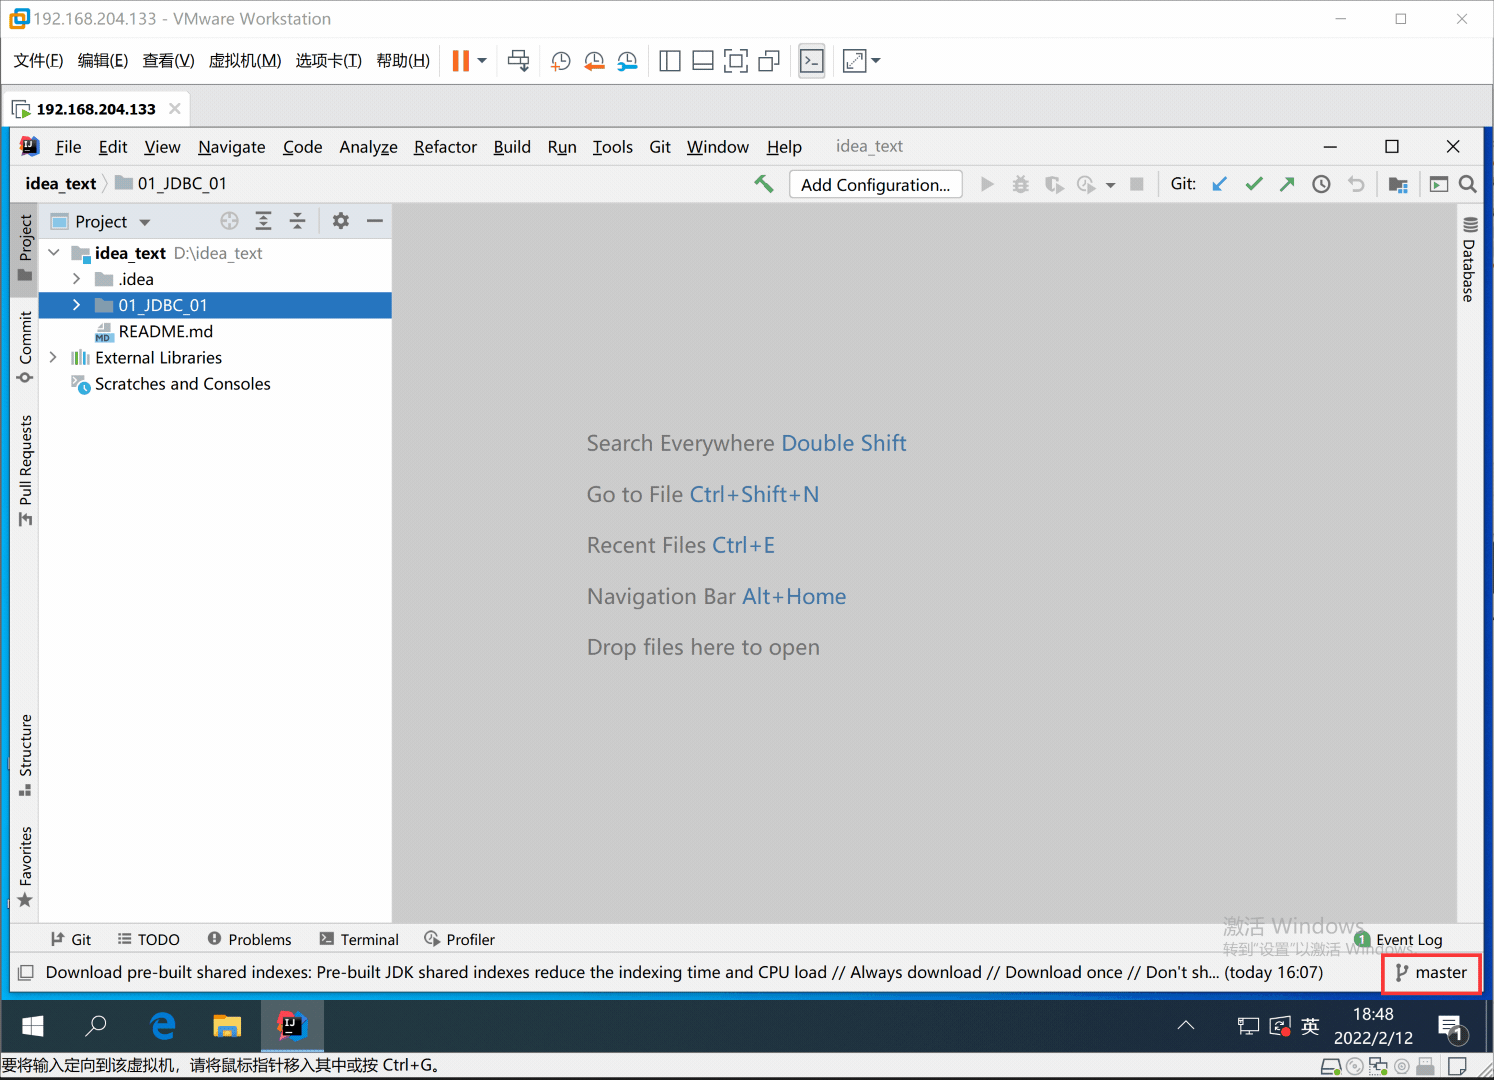 192.168.204.133 - VMware Workstation
文件(F) 编辑(E) 查看(V) 虚拟机(M) 选项卡(T) 帮助(H)
192.168.204.133
File Edit View Navigate Code Analyze Refactor Build Run Tools Git Window Help idea_text
idea_text 01_JDBC_01 Add Configuration... Git:
Project
idea_text D:\idea_text
.idea
01_JDBC_01
README.md
External Libraries
Scratches and Consoles
Project
Commit
Pull Requests
Structure
Favorites
Database
Search Everywhere Double Shift
Go to File Ctrl+Shift+N
Recent Files Ctrl+E
Navigation Bar Alt+Home
Drop files here to open
激活 Windows
转到“设置”以激活 Windows。
Git TODO Problems Terminal Profiler 1 Event Log
Download pre-built shared indexes: Pre-built JDK shared indexes reduce the indexing time and CPU load // Always download // Download once // Don't sh... (today 16:07) master
英 18:48
2022/2/12 1
要将输入定向到该虚拟机，请将鼠标指针移入其中或按 Ctrl+G。